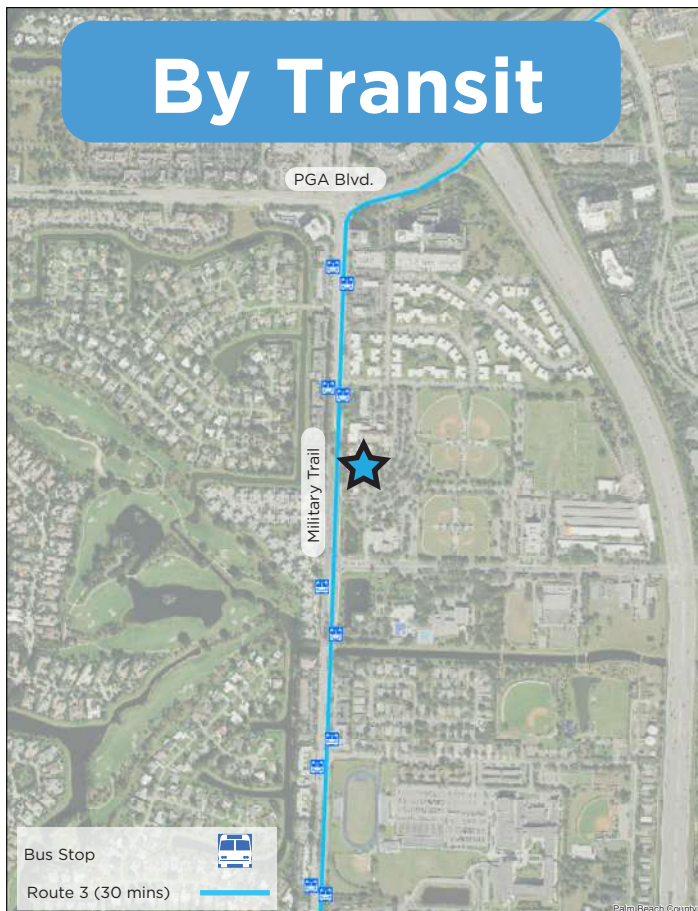 By Transit
PGA Blvd.
Military Trail
Bus Stop
Route 3 (30 mins)
Palm Beach County